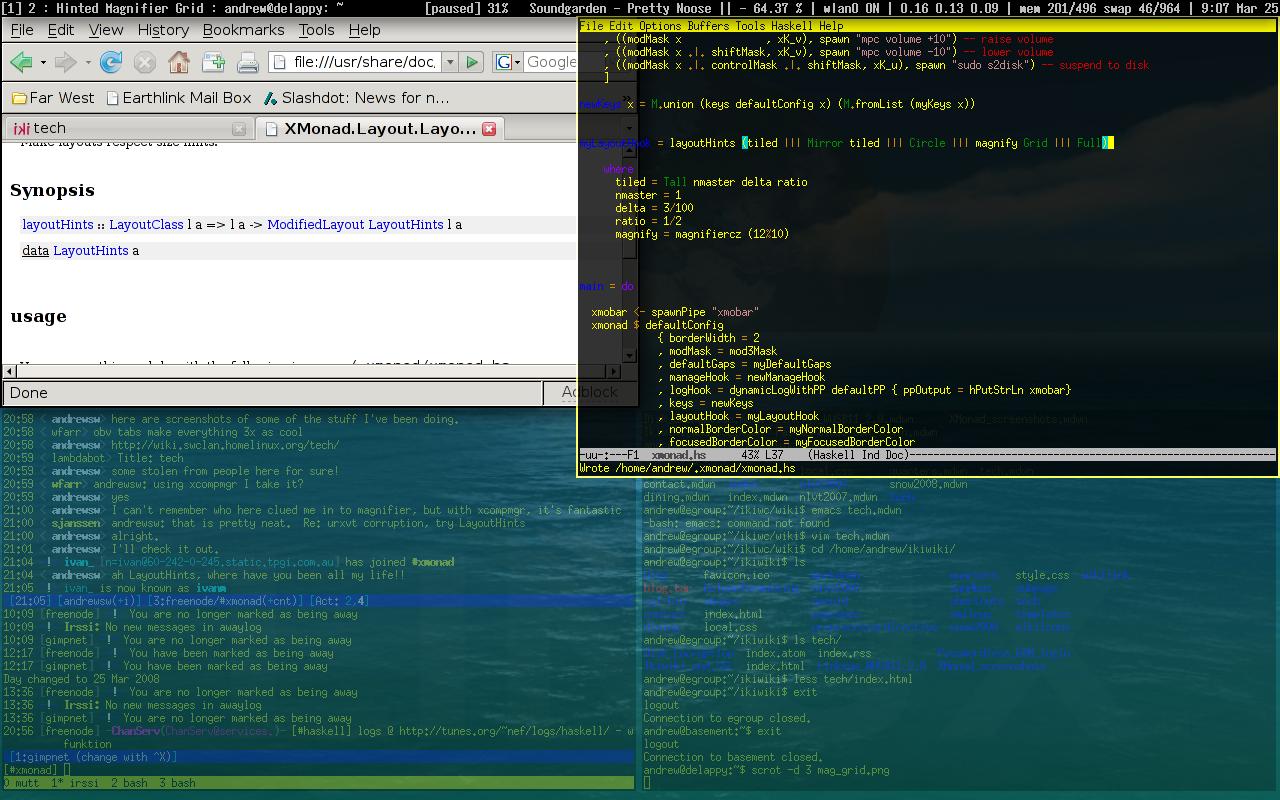 [1] 2 : Hinted Magnifier Grid : andrew@delappy: ~ [paused] 31% Soundgarden - Pretty Noose || - 64.37 % | wlan0 ON | 0.16 0.13 0.09 | mem 201/496 swap 46/964 | 9:07 Mar 25
File Edit View History Bookmarks Tools Help
file:///usr/share/doc. G Google
Far West Earthlink Mail Box Slashdot: News for n...
tech XMonad.Layout.Layo...
Make layouts respect size hints.
Synopsis
layoutHints :: LayoutClass l a => l a -> ModifiedLayout LayoutHints l a
data LayoutHints a
usage
Done Adblock
File Edit Options Buffers Tools Haskell Help
, ((modMask x , xK_v), spawn "mpc volume +10") -- raise volume
, ((modMask x .|. shiftMask, xK_v), spawn "mpc volume -10") -- lower volume
, ((modMask x .|. controlMask .|. shiftMask, xK_u), spawn "sudo s2disk") -- suspend to disk
]
newKeys x = M.union (keys defaultConfig x) (M.fromList (myKeys x))
myLayoutHook = layoutHints (tiled ||| Mirror tiled ||| Circle ||| magnify Grid ||| Full)
where
tiled = Tall nmaster delta ratio
nmaster = 1
delta = 3/100
ratio = 1/2
magnify = magnifiercz (12%10)
main = do
xmobar <- spawnPipe "xmobar"
xmonad $ defaultConfig
{ borderWidth = 2
, modMask = mod3Mask
, defaultGaps = myDefaultGaps
, manageHook = newManageHook
, logHook = dynamicLogWithPP defaultPP { ppOutput = hPutStrLn xmobar}
, keys = newKeys
, layoutHook = myLayoutHook
, normalBorderColor = myNormalBorderColor
, focusedBorderColor = myFocusedBorderColor
-uu-:---F1 xmonad.hs 43% L37 (Haskell Ind Doc)
Wrote /home/andrew/.xmonad/xmonad.hs
20:58 < andrewsw> here are screenshots of some of the stuff I've been doing.
20:58 < wfarr> obv tabs make everything 3x as cool
20:58 < andrewsw> http://wiki.swclan.homelinux.org/tech/
20:59 < lambdabot> Title: tech
20:59 < andrewsw> some stolen from people here for sure!
20:59 < wfarr> andrewsw: using xcompmgr I take it?
20:59 < andrewsw> yes
21:00 < andrewsw> I can't remember who here clued me in to magnifier, but with xcompmgr, it's fantastic
21:00 < sjanssen> andrewsw: that is pretty neat. Re: urxvt corruption, try LayoutHints
21:00 < andrewsw> alright.
21:01 < andrewsw> I'll check it out.
21:04 ! ivan_ [n=ivan@60-242-0-245.static.tpgi.com.au] has joined #xmonad
21:04 < andrewsw> ah LayoutHints, where have you been all my life!!
21:05 ! ivan_ is now known as ivanm
[21:05] [andrewsw(+i)] [3:freenode/#xmonad(+cnt)] [Act: 2,4]
10:09 [freenode] ! You are no longer marked as being away
10:09 ! Irssi: No new messages in awaylog
10:09 [gimpnet] ! You are no longer marked as being away
12:17 [freenode] ! You have been marked as being away
12:17 [gimpnet] ! You have been marked as being away
Day changed to 25 Mar 2008
13:36 [freenode] ! You are no longer marked as being away
13:36 ! Irssi: No new messages in awaylog
13:36 [gimpnet] ! You are no longer marked as being away
20:56 [freenode] -ChanServ(ChanServ@services.)- [#haskell] logs @ http://tunes.org/~nef/logs/haskell/ - w
funktion
[1:gimpnet (change with ^X)]
[#xmonad]
0 mutt 1* irssi 2 bash 3 bash
contact.mdwn snow2008.mdwn
dining.mdwn index.mdwn nlvt2007.mdwn
andrew@egroup:~/ikiwc/wiki$ emacs tech.mdwn
-bash: emacs: command not found
andrew@egroup:~/ikiwc/wiki$ vim tech.mdwn
andrew@egroup:~/ikiwc/wiki$ cd /home/andrew/ikiwiki/
andrew@egroup:~/ikiwiki$ ls
favicon.ico style.css
index.html
local.css
andrew@egroup:~/ikiwiki$ ls tech/
index.atom index.rss
index.html
andrew@egroup:~/ikiwiki$ less tech/index.html
andrew@egroup:~/ikiwiki$ exit
logout
Connection to egroup closed.
andrew@basement:~$ exit
logout
Connection to basement closed.
andrew@delappy:~$ scrot -d 3 mag_grid.png